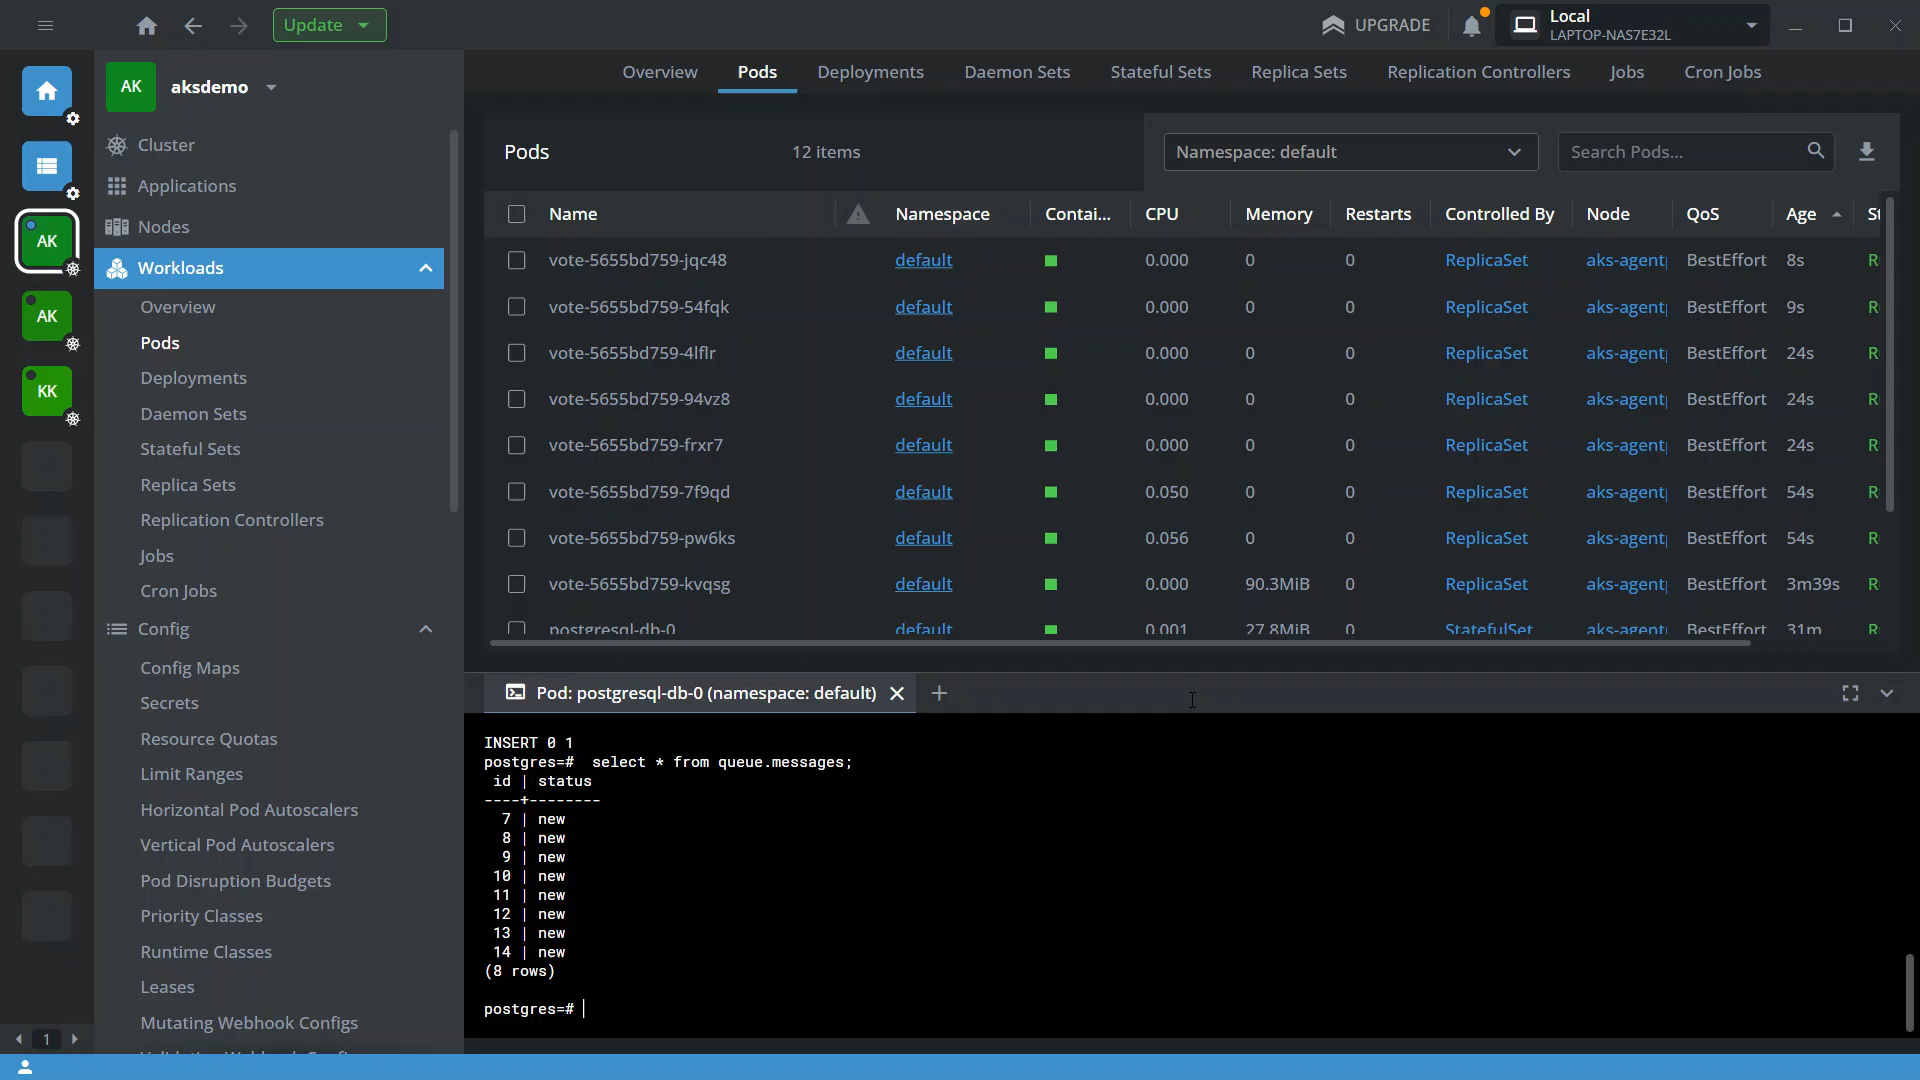 Update
UPGRADE
Local
LAPTOP-NAS7E32L
AK
aksdemo
Cluster
Applications
Nodes
Workloads
Overview
Pods
Deployments
Daemon Sets
Stateful Sets
Replica Sets
Replication Controllers
Jobs
Cron Jobs
Config
Config Maps
Secrets
Resource Quotas
Limit Ranges
Horizontal Pod Autoscalers
Vertical Pod Autoscalers
Pod Disruption Budgets
Priority Classes
Runtime Classes
Leases
Mutating Webhook Configs
AK
AK
KK
1
Overview Pods Deployments Daemon Sets Stateful Sets Replica Sets Replication Controllers Jobs Cron Jobs
Pods 12 items Namespace: default Search Pods...
Name Namespace Contai... CPU Memory Restarts Controlled By Node QoS Age St
vote-5655bd759-jqc48 default 0.000 0 0 ReplicaSet aks-agent BestEffort 8s R
vote-5655bd759-54fqk default 0.000 0 0 ReplicaSet aks-agent BestEffort 9s R
vote-5655bd759-4lflr default 0.000 0 0 ReplicaSet aks-agent BestEffort 24s R
vote-5655bd759-94vz8 default 0.000 0 0 ReplicaSet aks-agent BestEffort 24s R
vote-5655bd759-frxr7 default 0.000 0 0 ReplicaSet aks-agent BestEffort 24s R
vote-5655bd759-7f9qd default 0.050 0 0 ReplicaSet aks-agent BestEffort 54s R
vote-5655bd759-pw6ks default 0.056 0 0 ReplicaSet aks-agent BestEffort 54s R
vote-5655bd759-kvqsg default 0.000 90.3MiB 0 ReplicaSet aks-agent BestEffort 3m39s R
postgresql-db-0 default 0.001 27.8MiB 0 StatefulSet aks-agent BestEffort 31m R
Pod: postgresql-db-0 (namespace: default)
INSERT 0 1
postgres=# select * from queue.messages;
id | status
----+--------
7 | new
8 | new
9 | new
10 | new
11 | new
12 | new
13 | new
14 | new
(8 rows)
postgres=#